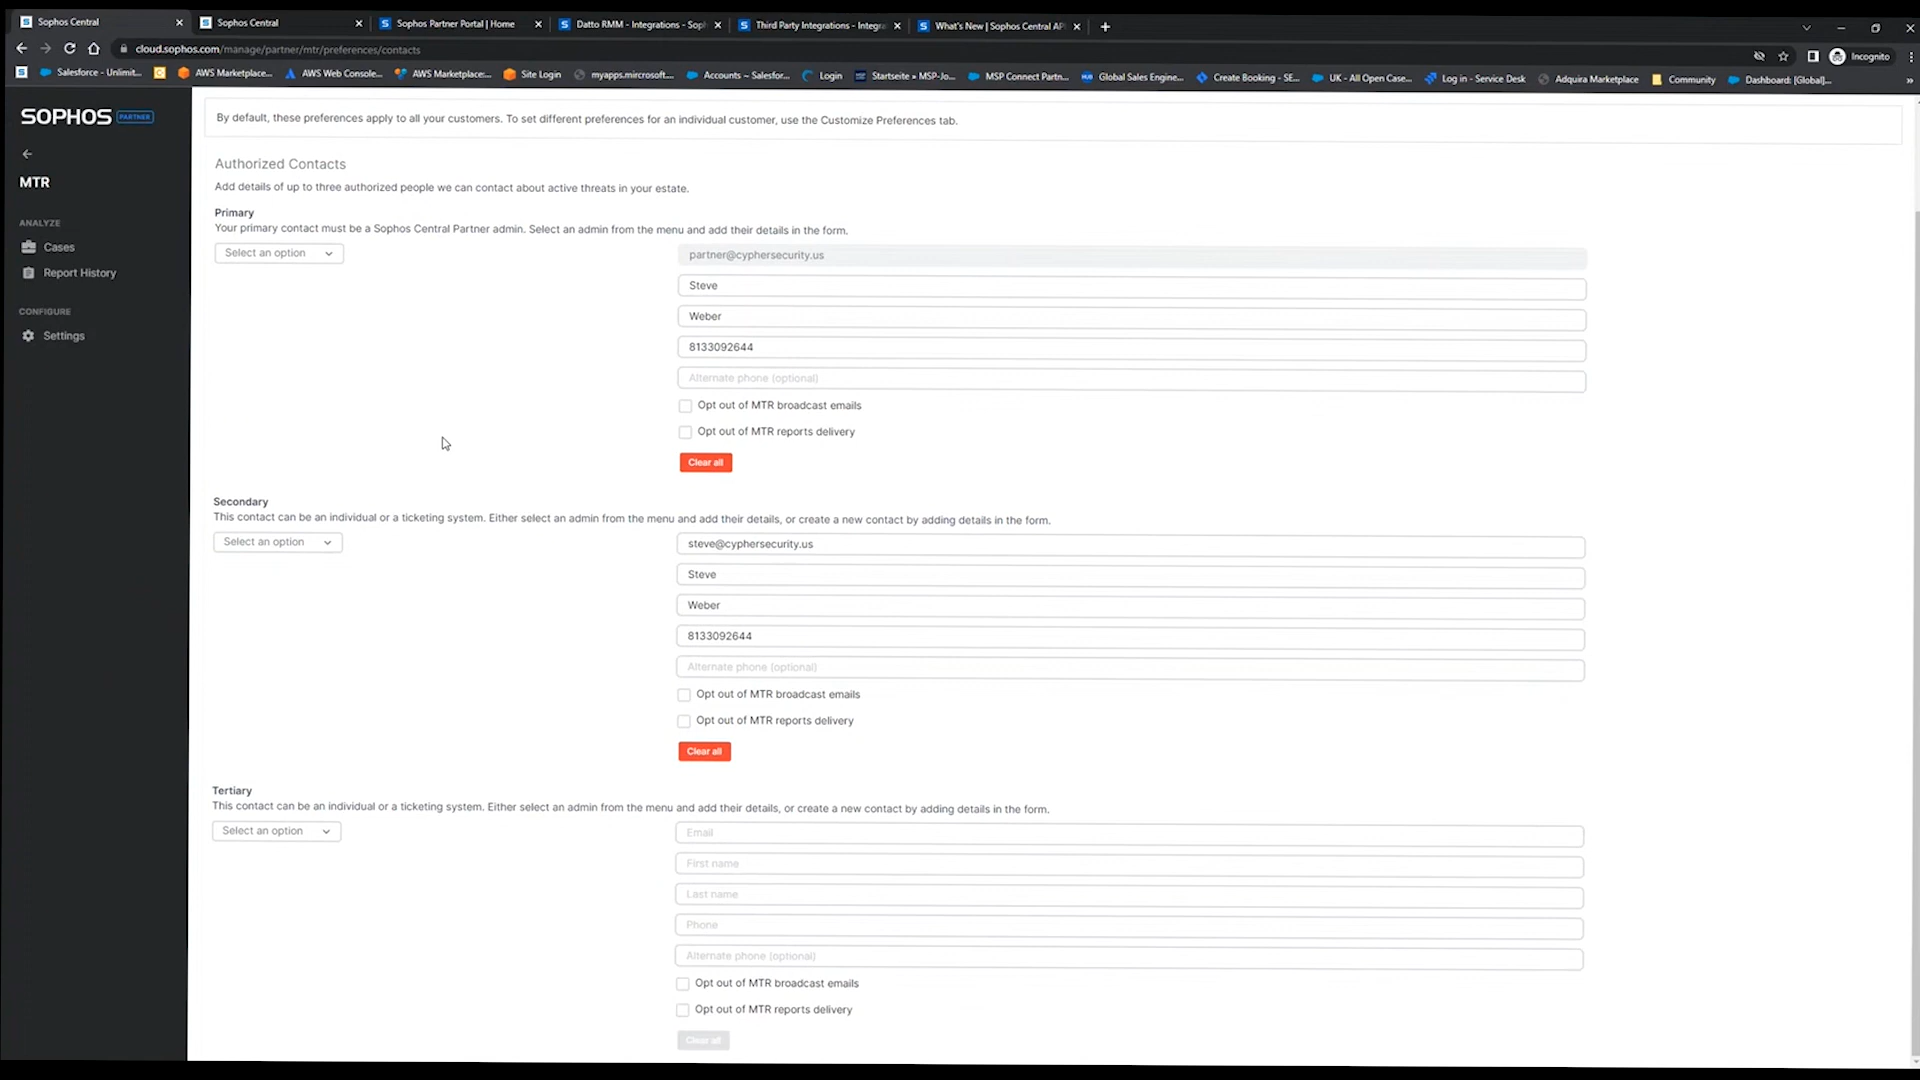 Sophos Central
Sophos Central
Sophos Partner Portal | Home
Datto RMM - Integrations - Sop
Third Party Integrations - Integra
What's New | Sophos Central AP
cloud.sophos.com/manage/partner/mtr/preferences/contacts
Incognito
Salesforce - Unlimit...
AWS Marketplace...
AWS Web Console...
AWS Marketplace:...
Site Login
myapps.mircrosoft....
Accounts ~ Salesfor...
Login
Startseite » MSP-Jo...
MSP Connect Partn...
Global Sales Engine...
Create Booking - SE...
UK - All Open Case...
Log in - Service Desk
Adquira Marketplace
Community
Dashboard: [Global]...
SOPHOS PARTNER
MTR
ANALYZE
Cases
Report History
CONFIGURE
Settings
By default, these preferences apply to all your customers. To set different preferences for an individual customer, use the Customize Preferences tab.
Authorized Contacts
Add details of up to three authorized people we can contact about active threats in your estate.
Primary
Your primary contact must be a Sophos Central Partner admin. Select an admin from the menu and add their details in the form.
Select an option
partner@cyphersecurity.us
Steve
Weber
8133092644
Alternate phone (optional)
Opt out of MTR broadcast emails
Opt out of MTR reports delivery
Clear all
Secondary
This contact can be an individual or a ticketing system. Either select an admin from the menu and add their details, or create a new contact by adding details in the form.
Select an option
steve@cyphersecurity.us
Steve
Weber
8133092644
Alternate phone (optional)
Opt out of MTR broadcast emails
Opt out of MTR reports delivery
Clear all
Tertiary
This contact can be an individual or a ticketing system. Either select an admin from the menu and add their details, or create a new contact by adding details in the form.
Select an option
Email
First name
Last name
Phone
Alternate phone (optional)
Opt out of MTR broadcast emails
Opt out of MTR reports delivery
Clear all